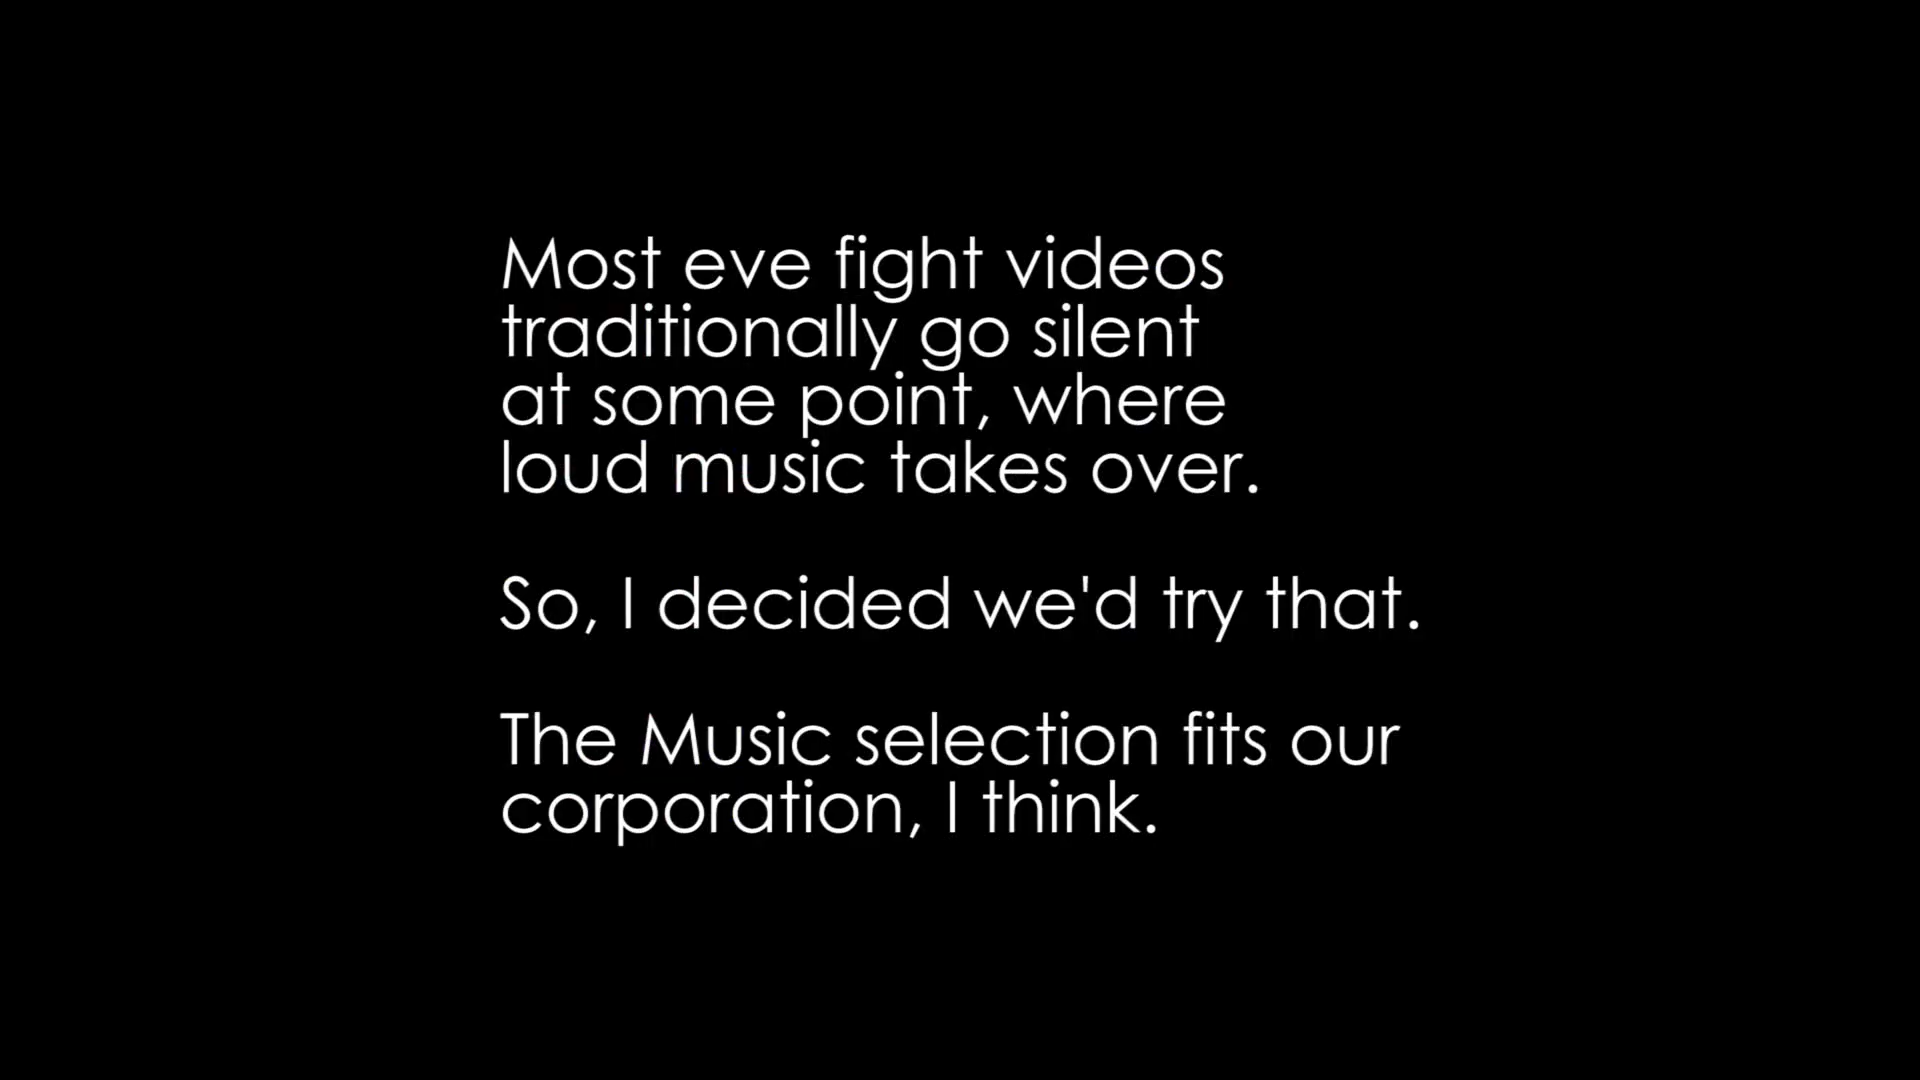 Most eve fight videos
traditionally go silent
at some point, where
loud music takes over.
So, I decided we'd try that.
The Music selection fits our
corporation, I think.